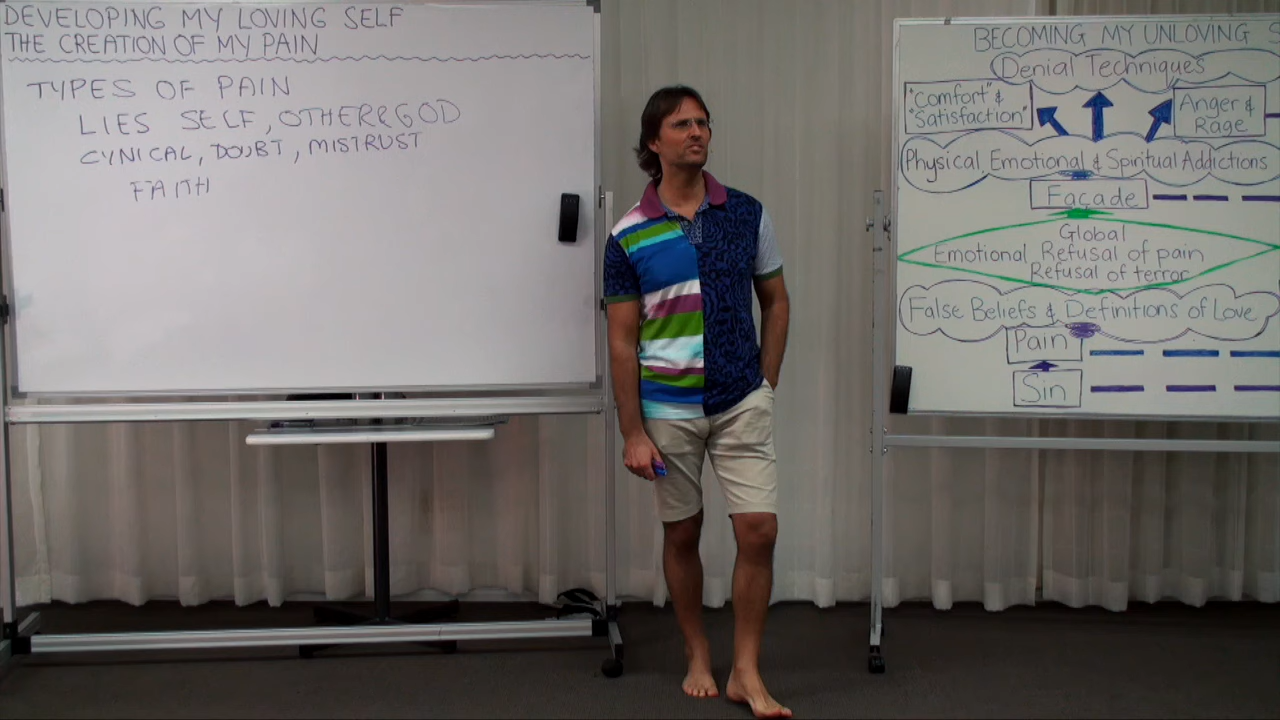 DEVELOPING MY LOVING SELF
THE CREATION OF MY PAIN
TYPES OF PAIN
LIES SELF, OTHER&GOD
CYNICAL, DOUBT, MISTRUST
FAITH
BECOMING MY UNLOVING S
Denial Techniques
"Comfort" &
"Satisfaction"
Anger &
Rage
Physical, Emotional & Spiritual Addictions
Façade
Global
Emotional Refusal of pain
Refusal of terror
False Beliefs & Definitions of Love
Pain
Sin